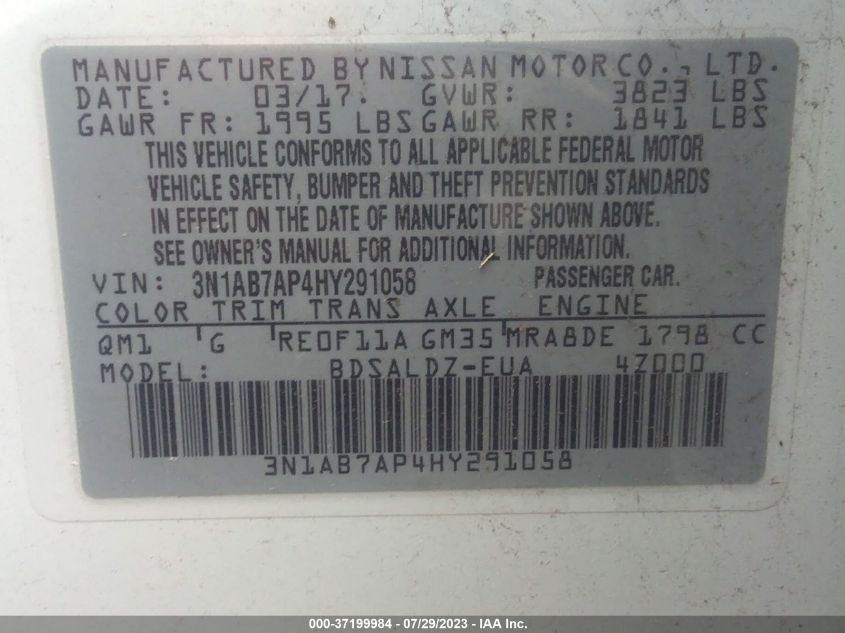 MANUFACTURED BY NISSAN MOTOR CO., LTD.
DATE: 03/17. GVWR: 3823 LBS
GAWR FR: 1995 LBS GAWR RR: 1841 LBS
THIS VEHICLE CONFORMS TO ALL APPLICABLE FEDERAL MOTOR
VEHICLE SAFETY, BUMPER AND THEFT PREVENTION STANDARDS
IN EFFECT ON THE DATE OF MANUFACTURE SHOWN ABOVE.
SEE OWNER'S MANUAL FOR ADDITIONAL INFORMATION.
VIN: 3N1AB7AP4HY291058 PASSENGER CAR.
COLOR TRIM TRANS AXLE ENGINE
QM1 G RE0F11A GM35 MRA8DE 1798 CC
MODEL: BDSALDZ-EUA 4Z000
3N1AB7AP4HY291058
000-37199984 - 07/29/2023 - IAA Inc.